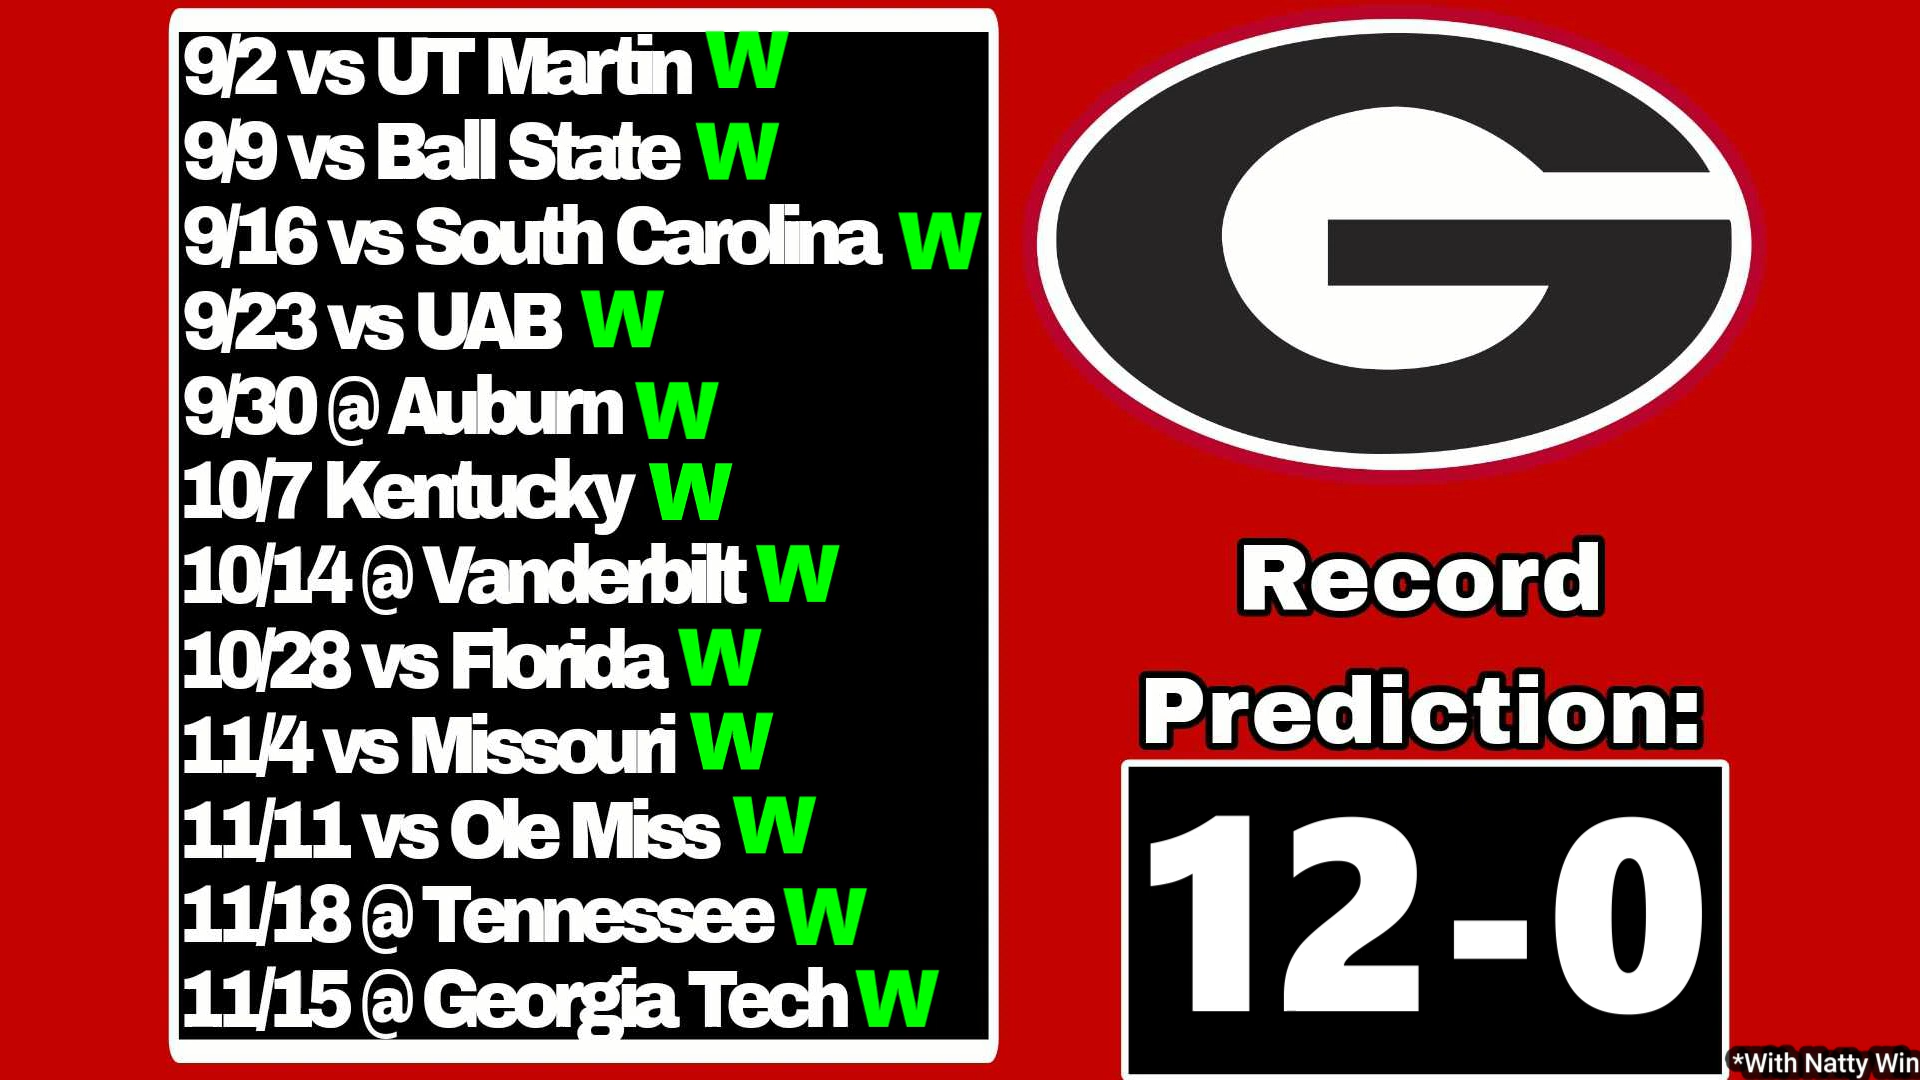 9/2 vs UT Martin W
9/9 vs Ball State W
9/16 vs South Carolina W
9/23 vs UAB W
9/30 @ Auburn W
10/7 Kentucky W
10/14 @ Vanderbilt W
10/28 vs Florida W
11/4 vs Missouri W
11/11 vs Ole Miss W
11/18 @ Tennessee W
11/15 @ Georgia Tech W
G
Record
Prediction:
12-0
*With Natty Win